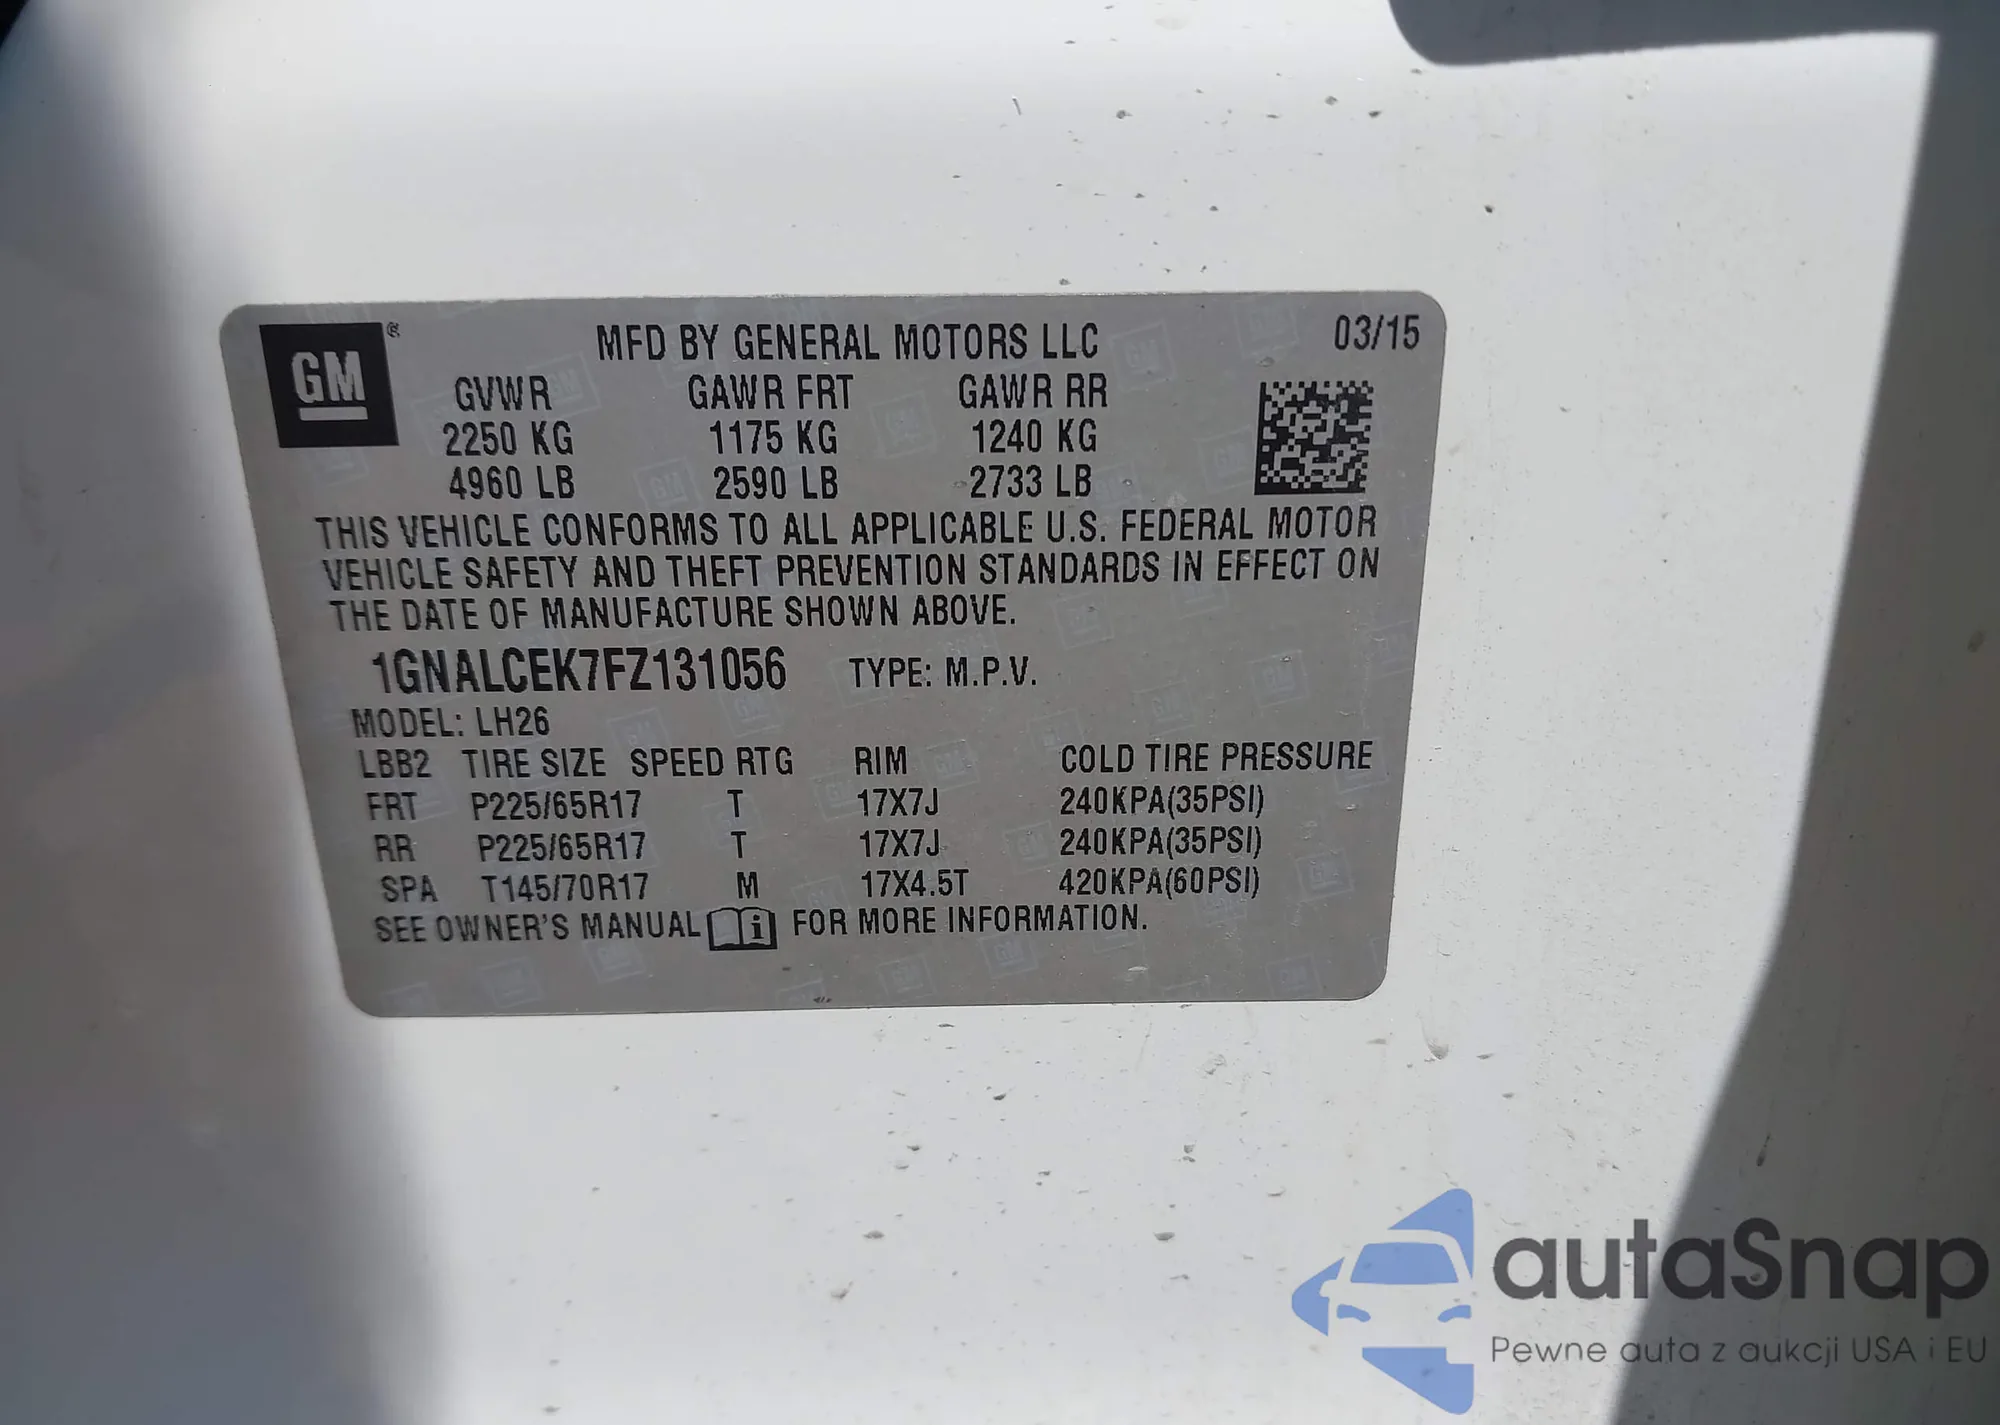 GM®
MFD BY GENERAL MOTORS LLC 03/15
GVWR GAWR FRT GAWR RR
2250 KG 1175 KG 1240 KG
4960 LB 2590 LB 2733 LB
THIS VEHICLE CONFORMS TO ALL APPLICABLE U.S. FEDERAL MOTOR
VEHICLE SAFETY AND THEFT PREVENTION STANDARDS IN EFFECT ON
THE DATE OF MANUFACTURE SHOWN ABOVE.
1GNALCEK7FZ131056 TYPE: M.P.V.
MODEL: LH26
LBB2 TIRE SIZE SPEED RTG RIM COLD TIRE PRESSURE
FRT P225/65R17 T 17X7J 240KPA(35PSI)
RR P225/65R17 T 17X7J 240KPA(35PSI)
SPA T145/70R17 M 17X4.5T 420KPA(60PSI)
SEE OWNER'S MANUAL i FOR MORE INFORMATION.
autaSnap
Pewne auta z aukcji USA i EU